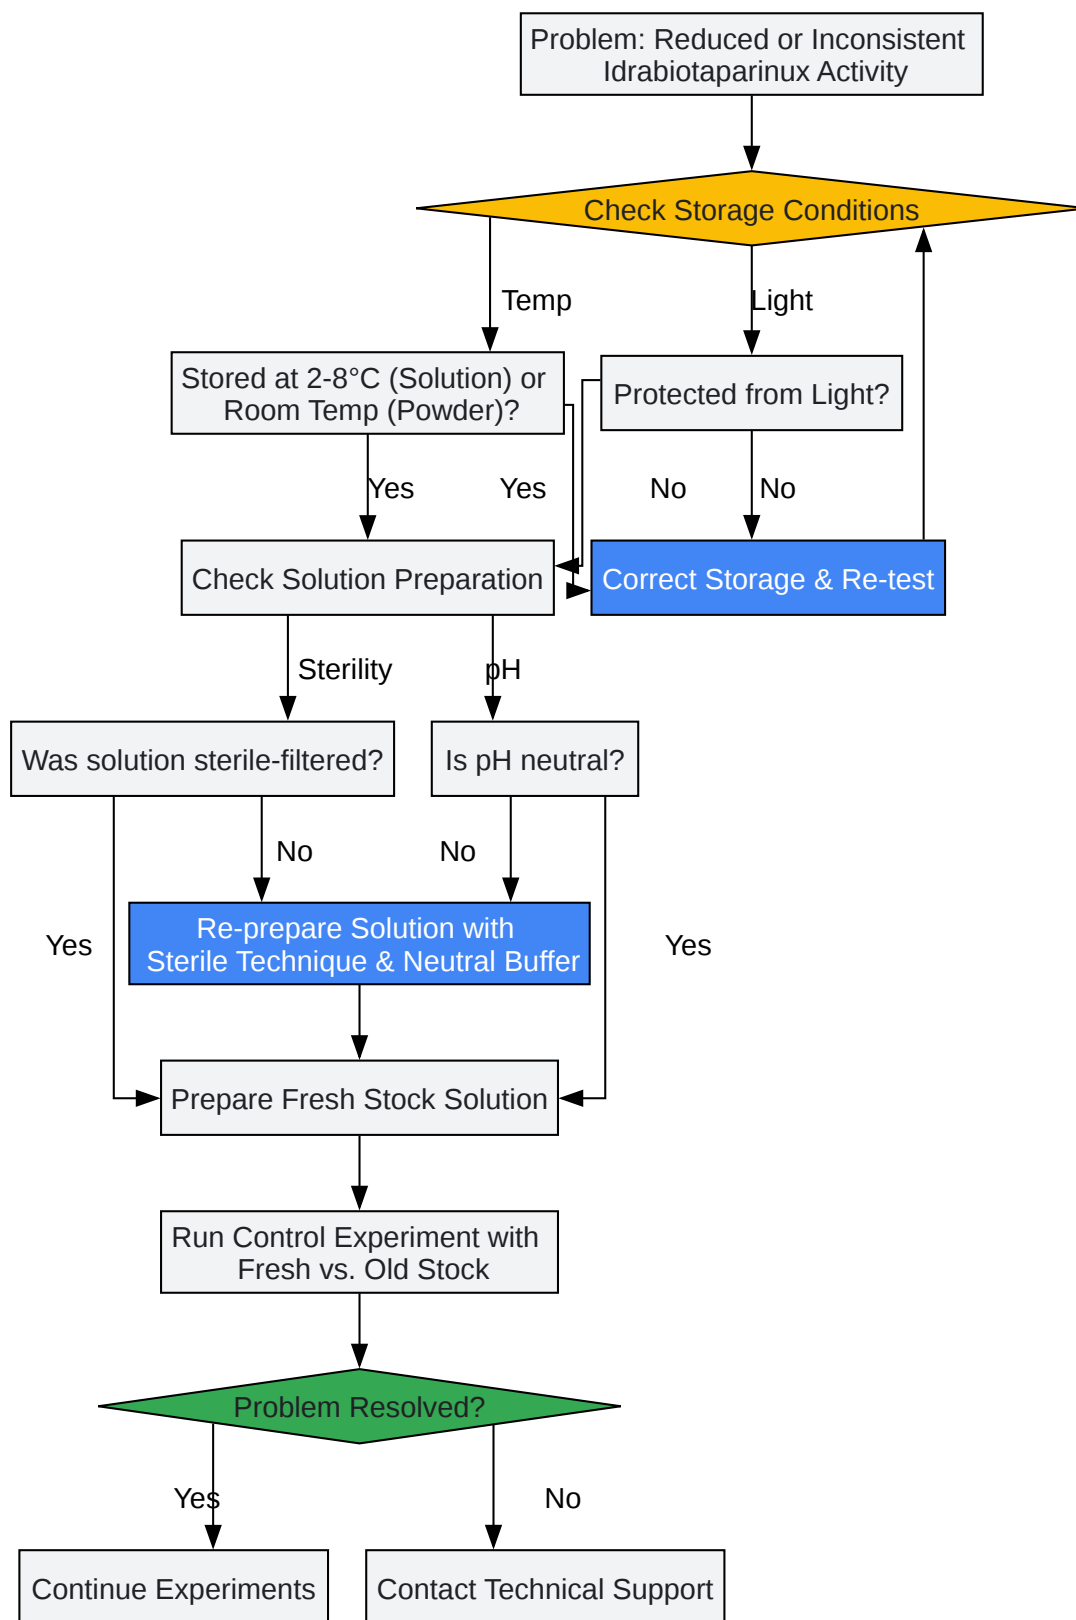 Problem: Reduced or Inconsistent
Idrabiotaparinux Activity
Check Storage Conditions
Temp
Light
Stored at 2-8°C (Solution) or
Room Temp (Powder)?
Protected from Light?
Yes
Yes
No
No
Check Solution Preparation
Correct Storage & Re-test
Sterility
pH
Was solution sterile-filtered?
Is pH neutral?
No
No
Yes
Re-prepare Solution with
Sterile Technique & Neutral Buffer
Yes
Prepare Fresh Stock Solution
Run Control Experiment with
Fresh vs. Old Stock
Problem Resolved?
Yes
No
Continue Experiments
Contact Technical Support